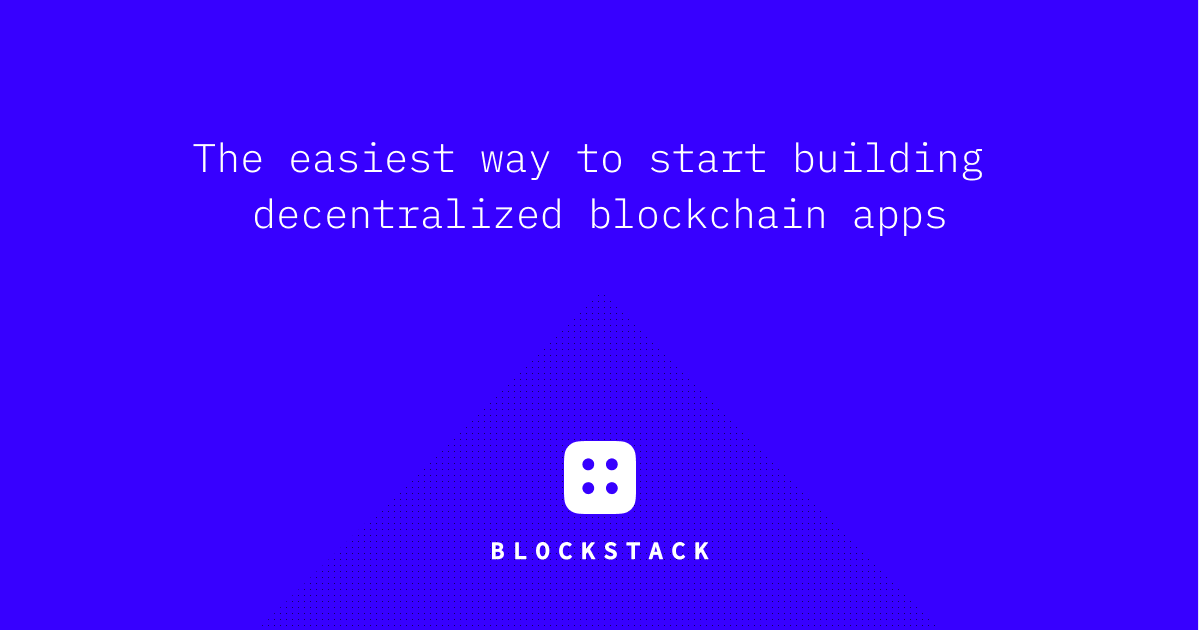 The easiest way to start building
decentralized blockchain apps
BLOCKSTACK